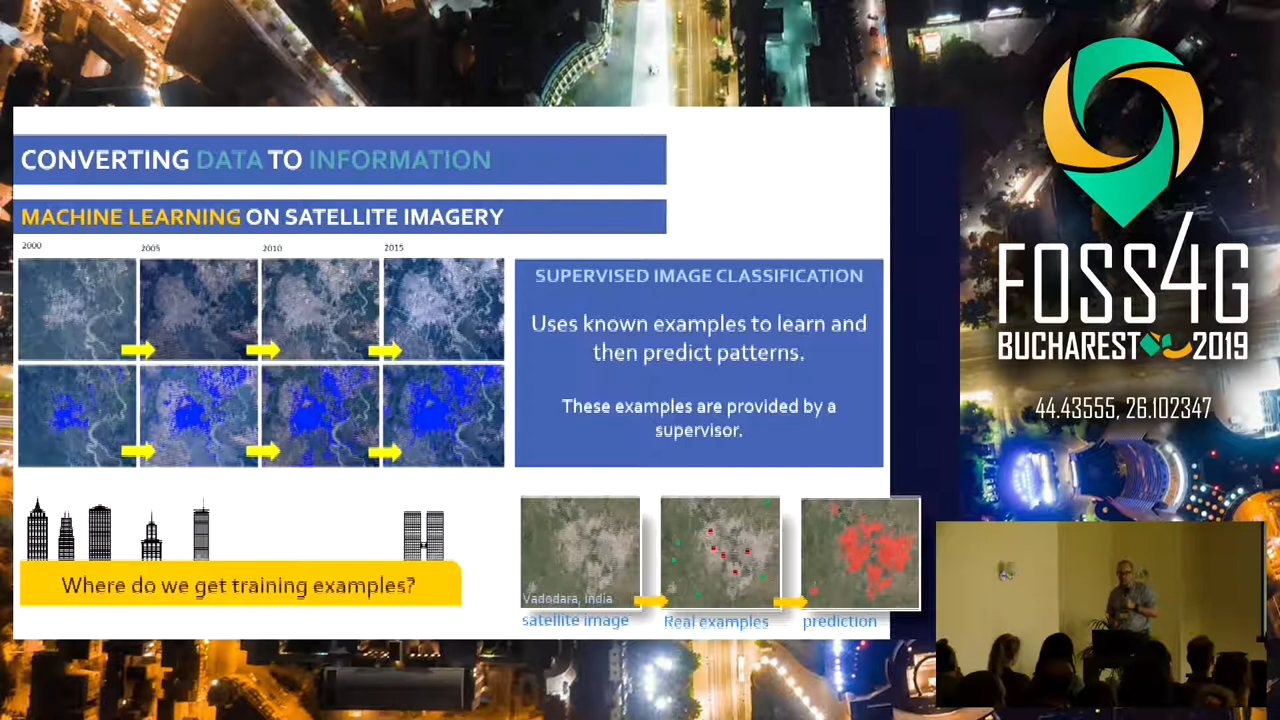 CONVERTING DATA TO INFORMATION
MACHINE LEARNING ON SATELLITE IMAGERY
2000
2005
2010
2015
SUPERVISED IMAGE CLASSIFICATION
Uses known examples to learn and
then predict patterns.
These examples are provided by a
supervisor.
Where do we get training examples?
Vadodara, India
satellite image
Real examples
prediction
FOSS4G
BUCHAREST 2019
44.43555, 26.102347